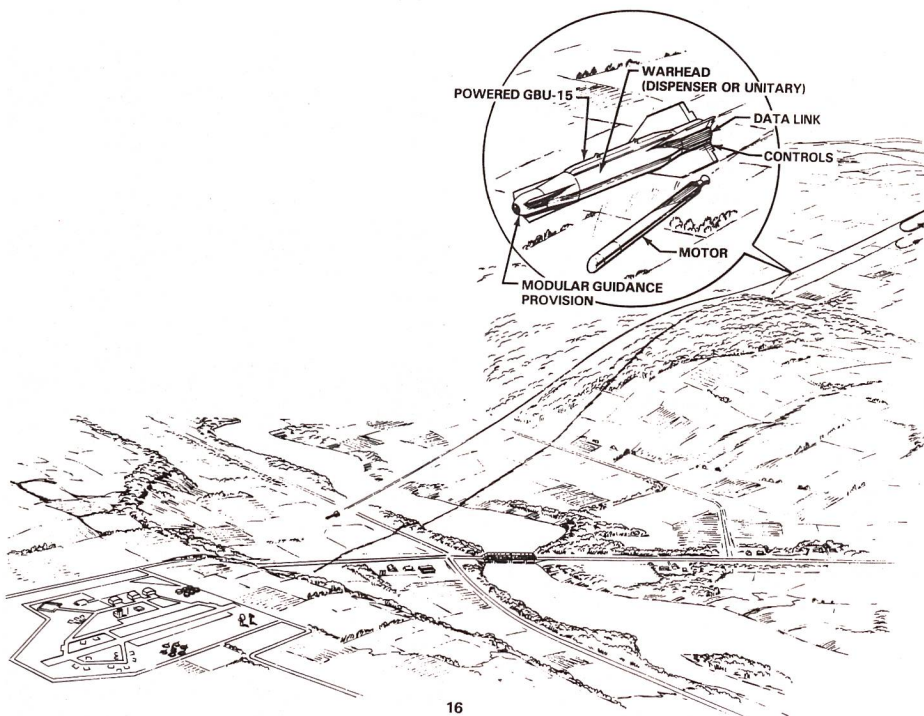 WARHEAD
(DISPENSER OR UNITARY)
POWERED GBU-15
DATA LINK
CONTROLS
MOTOR
MODULAR GUIDANCE
PROVISION
16